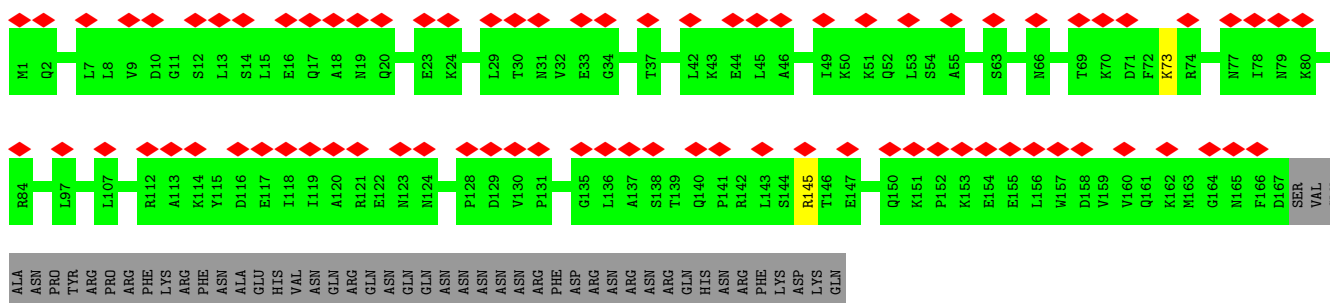 M1 Q2 L7 L8 V9 D10 G11 S12 L13 S14 L15 E16 Q17 A18 N19 Q20 E23 K24 L29 T30 N31 V32 E33 G34 T37 L42 K43 E44 L45 A46 I49 K50 K51 Q52 L53 S54 A55 S63 N66 T69 K70 D71 F72 K73 R74 N77 I78 N79 K80
R84 L97 L107 R112 A113 K114 Y115 D116 E117 I118 I119 A120 R121 E122 N123 N124 P128 D129 V130 P131 G135 L136 A137 S138 T139 Q140 P141 R142 L143 S144 R145 T146 E147 Q150 K151 P152 K153 E154 E155 L156 W157 D158 V159 V160 Q161 K162 M163 G164 N165 F166 D167 SER VAL
ALA ASN PRO TYR ARG PRO ARG PHE LYS ARG PHE ASN ALA GLU HIS VAL ASN GLN ARG GLN ASN GLN GLN ASN ASN ASN ASN ASN ARG PHE ASP ARG ASN ARG ASN ARG GLN HIS ASN ARG PHE LYS ASP LYS GLN